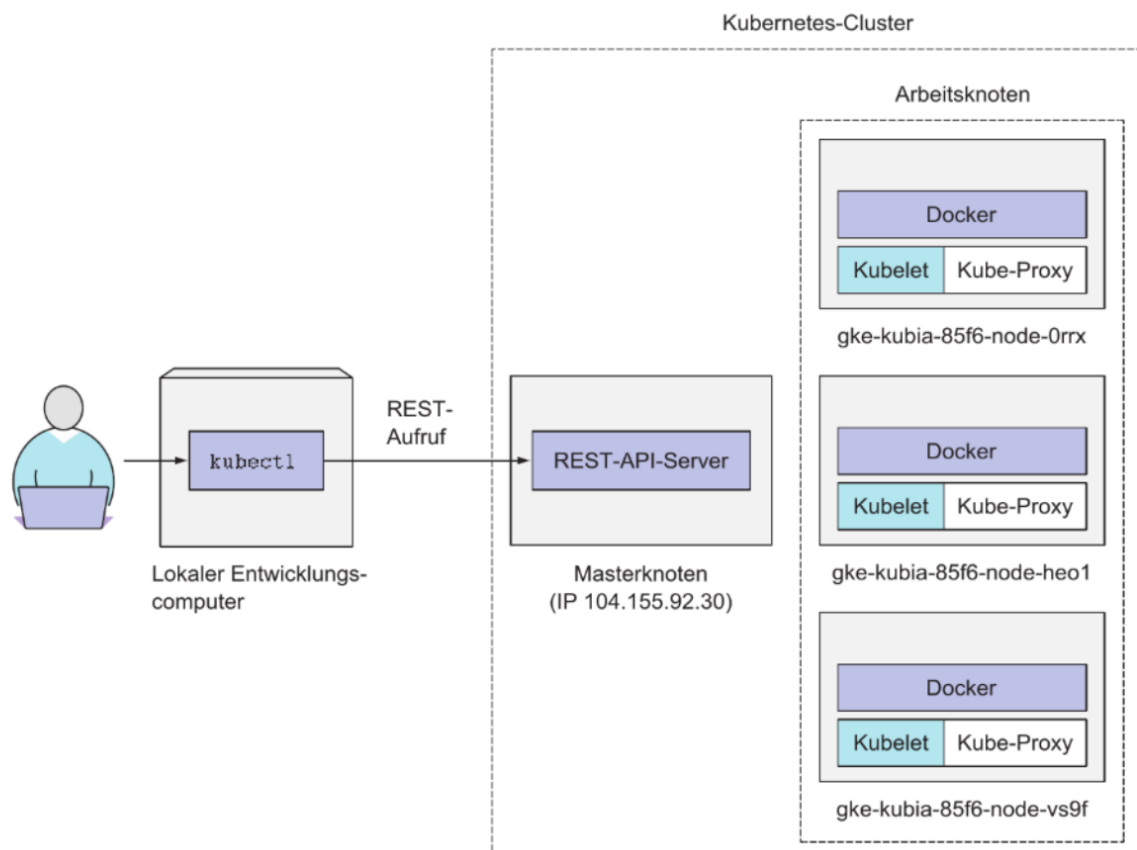 Kubernetes-Cluster
Arbeitsknoten
Docker
Kubelet
Kube-Proxy
gke-kubia-85f6-node-0rrx
REST-
Aufruf
kubectl
REST-API-Server
Docker
Kubelet
Kube-Proxy
gke-kubia-85f6-node-heo1
Lokaler Entwicklungs-
computer
Masterknoten
(IP 104.155.92.30)
Docker
Kubelet
Kube-Proxy
gke-kubia-85f6-node-vs9f